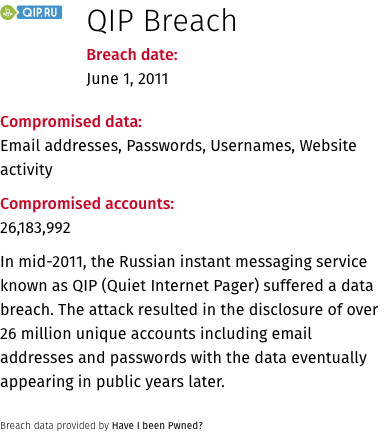 QIP.RU
QIP Breach
Breach date:
June 1, 2011
Compromised data:
Email addresses, Passwords, Usernames, Website
activity
Compromised accounts:
26,183,992
In mid-2011, the Russian instant messaging service
known as QIP (Quiet Internet Pager) suffered a data
breach. The attack resulted in the disclosure of over
26 million unique accounts including email
addresses and passwords with the data eventually
appearing in public years later.
Breach data provided by Have I been Pwned?